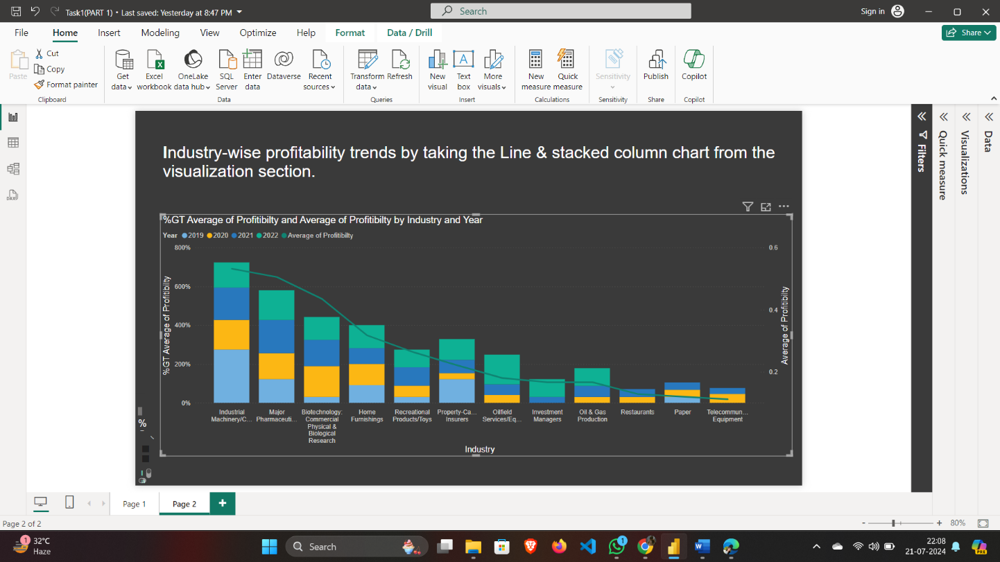 Task1(PART 1) • Last saved: Yesterday at 8:47 PM
Search
Sign in
File Home Insert Modeling View Optimize Help Format Data / Drill
Share
Paste
Cut
Copy
Format painter
Clipboard
Get data
Excel workbook
OneLake data hub
SQL Server
Enter data
Dataverse
Recent sources
Data
Transform data
Refresh
Queries
New visual
Text box
More visuals
Insert
New measure
Quick measure
Calculations
Sensitivity
Sensitivity
Publish
Share
Copilot
Copilot
Industry-wise profitability trends by taking the Line & stacked column chart from the
visualization section.
%GT Average of Profitibilty and Average of Profitibilty by Industry and Year
Year 2019 2020 2021 2022 Average of Profitibilty
800%
600%
400%
200%
0%
%GT Average of Profitibilty
0.6
0.4
0.2
Average of Profitibilty
Industrial
Machinery/C…
Major
Pharmaceuti…
Biotechnology:
Commercial
Physical &
Biological
Research
Home
Furnishings
Recreational
Products/Toys
Property-Ca…
Insurers
Oilfield
Services/Eq…
Investment
Managers
Oil & Gas
Production
Restaurants
Paper
Telecommun…
Equipment
Industry
%
Filters
Quick measure
Visualizations
Data
DAX
Page 1
Page 2
+
Page 2 of 2
- + 80%
1
32°C
Haze
Search
1
22:08
21-07-2024
PRE